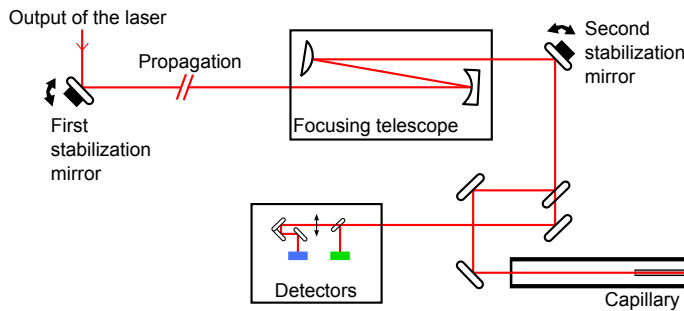 Output of the laser
Propagation
First
stabilization
mirror
Focusing telescope
Second
stabilization
mirror
Detectors
Capillary